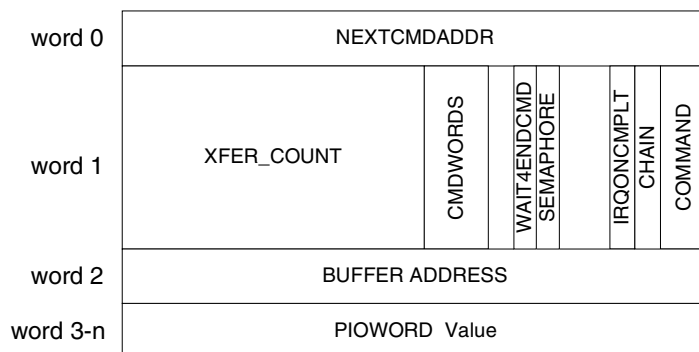 word 0 NEXTCMDADDR
word 1 XFER_COUNT CMDWORDS WAIT4ENDCMD SEMAPHORE IRQONCMPLT CHAIN COMMAND
word 2 BUFFER ADDRESS
word 3-n PIOWORD Value